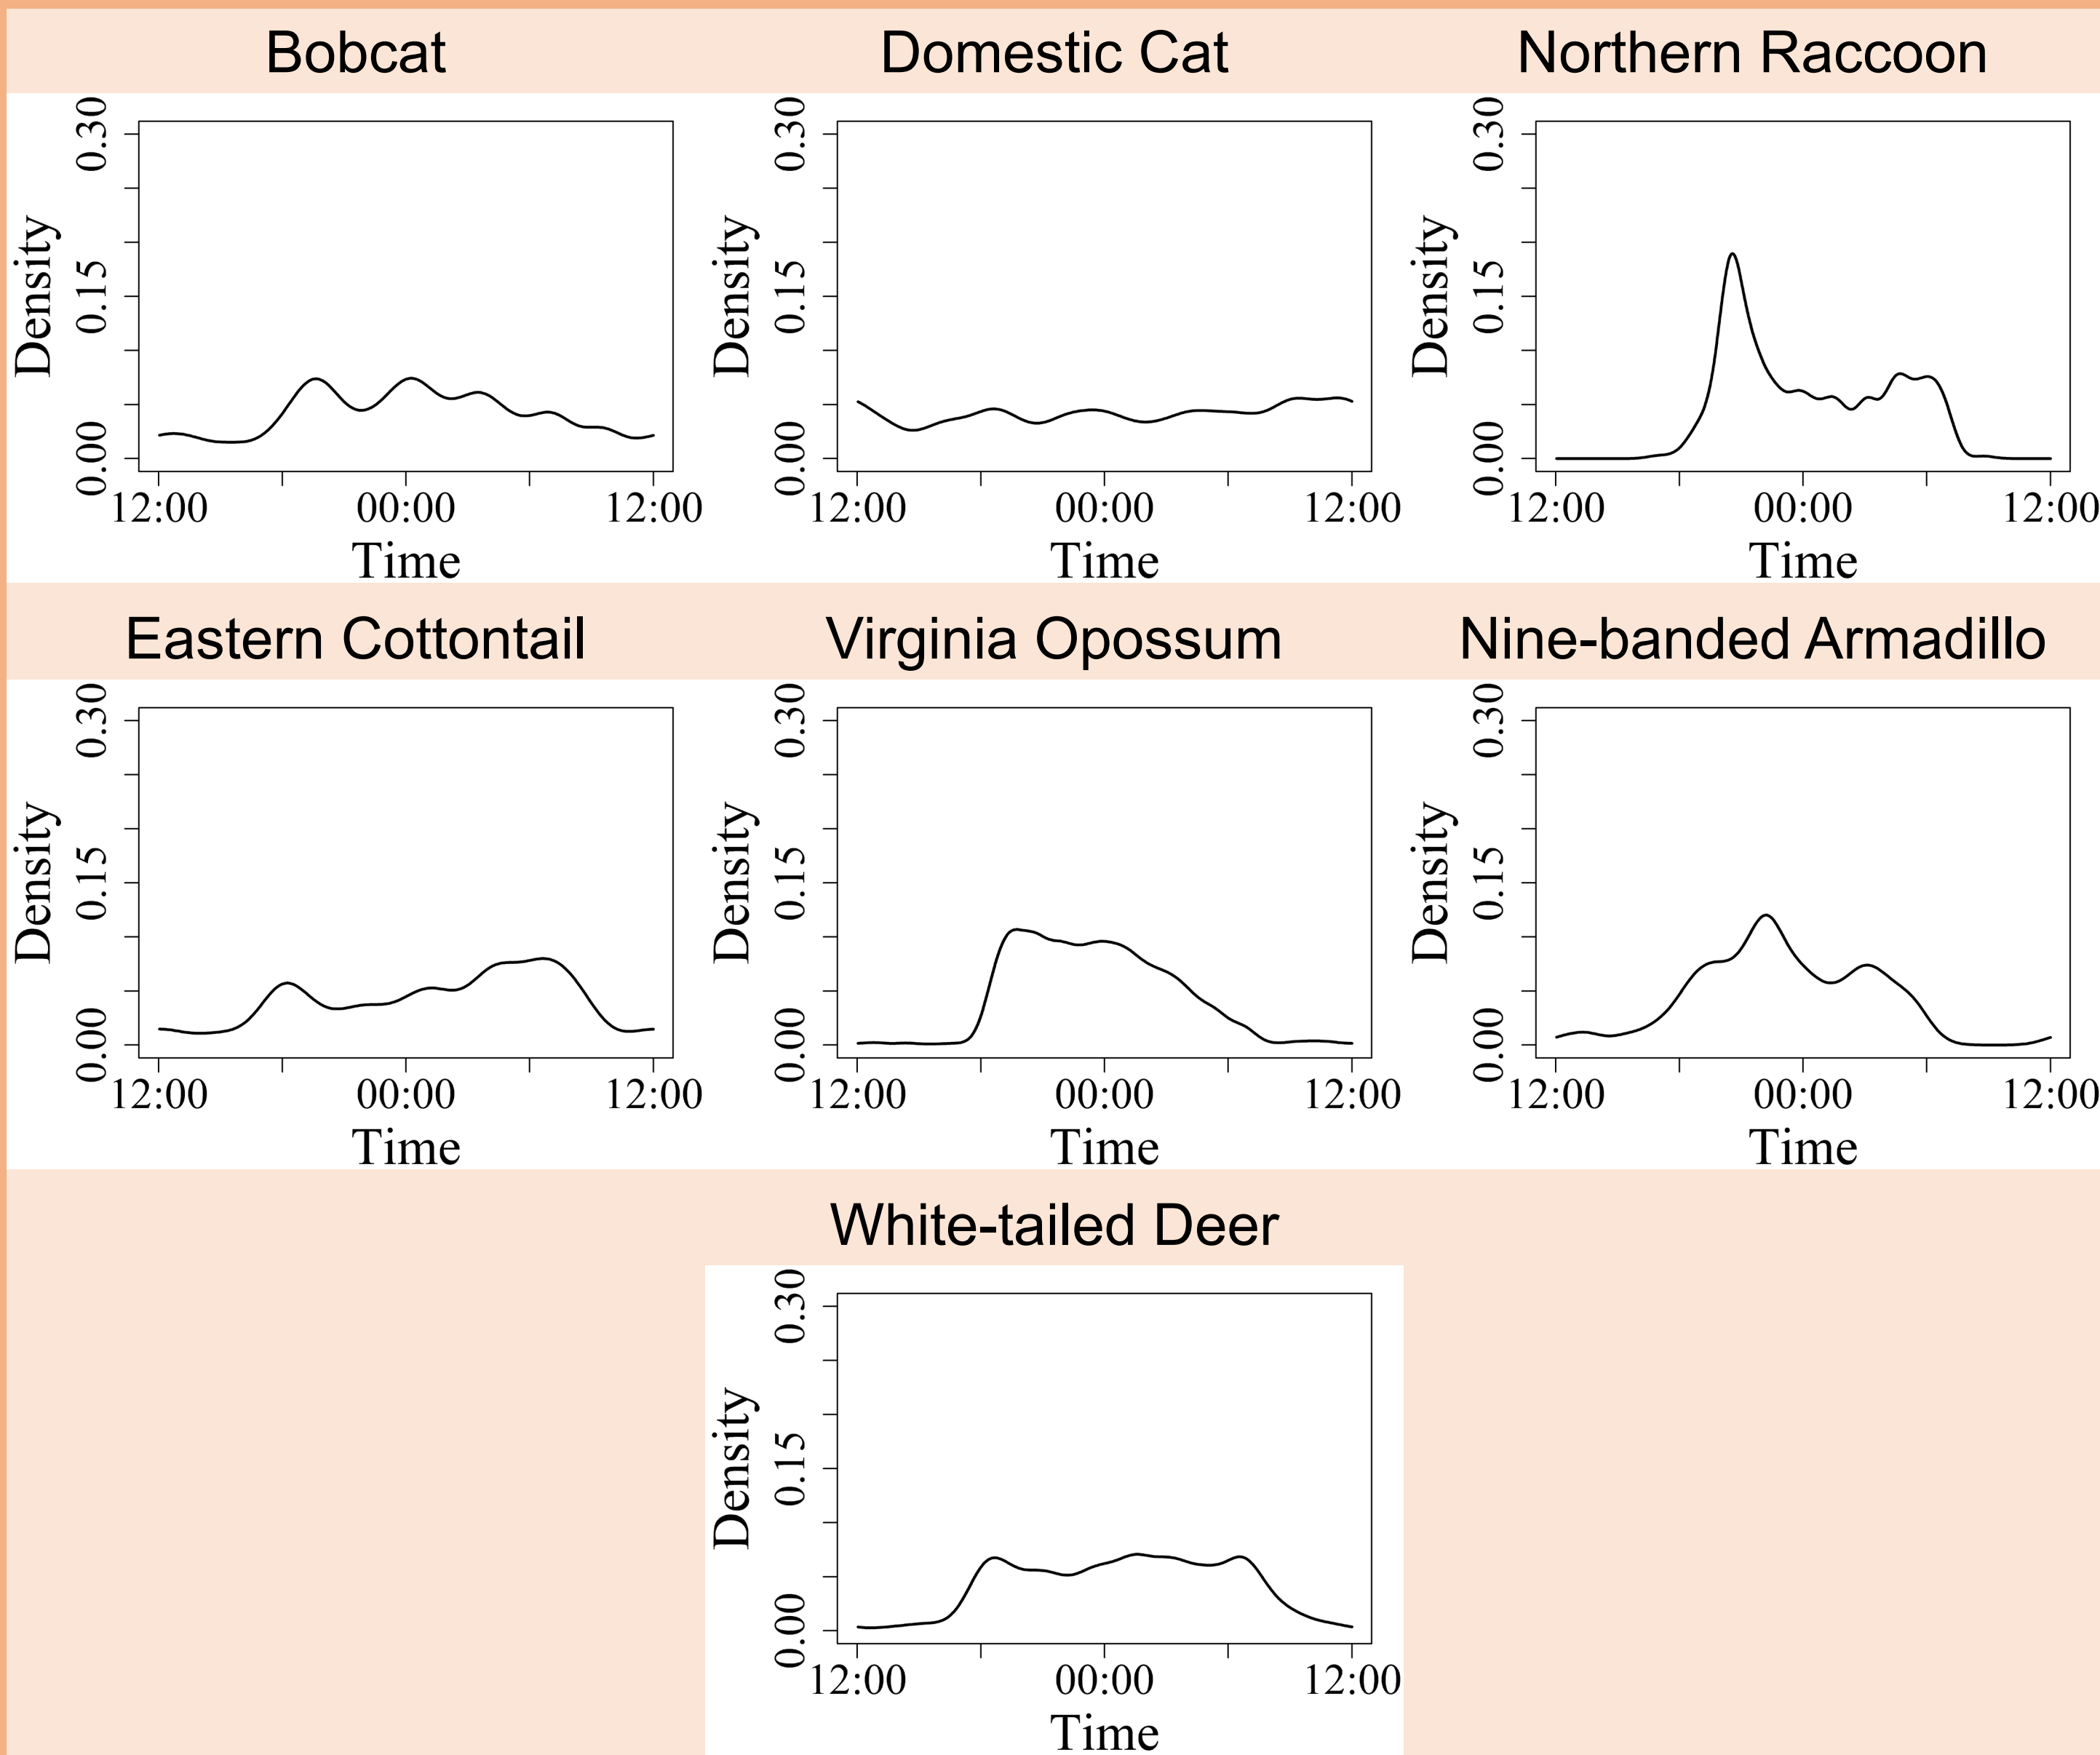 Bobcat
Domestic Cat
Northern Raccoon
Density
0.00 0.15 0.30
12:00 00:00 12:00
Time
Density
0.00 0.15 0.30
12:00 00:00 12:00
Time
Density
0.00 0.15 0.30
12:00 00:00 12:00
Time
Eastern Cottontail
Virginia Opossum
Nine-banded Armadillo
Density
0.00 0.15 0.30
12:00 00:00 12:00
Time
Density
0.00 0.15 0.30
12:00 00:00 12:00
Time
Density
0.00 0.15 0.30
12:00 00:00 12:00
Time
White-tailed Deer
Density
0.00 0.15 0.30
12:00 00:00 12:00
Time